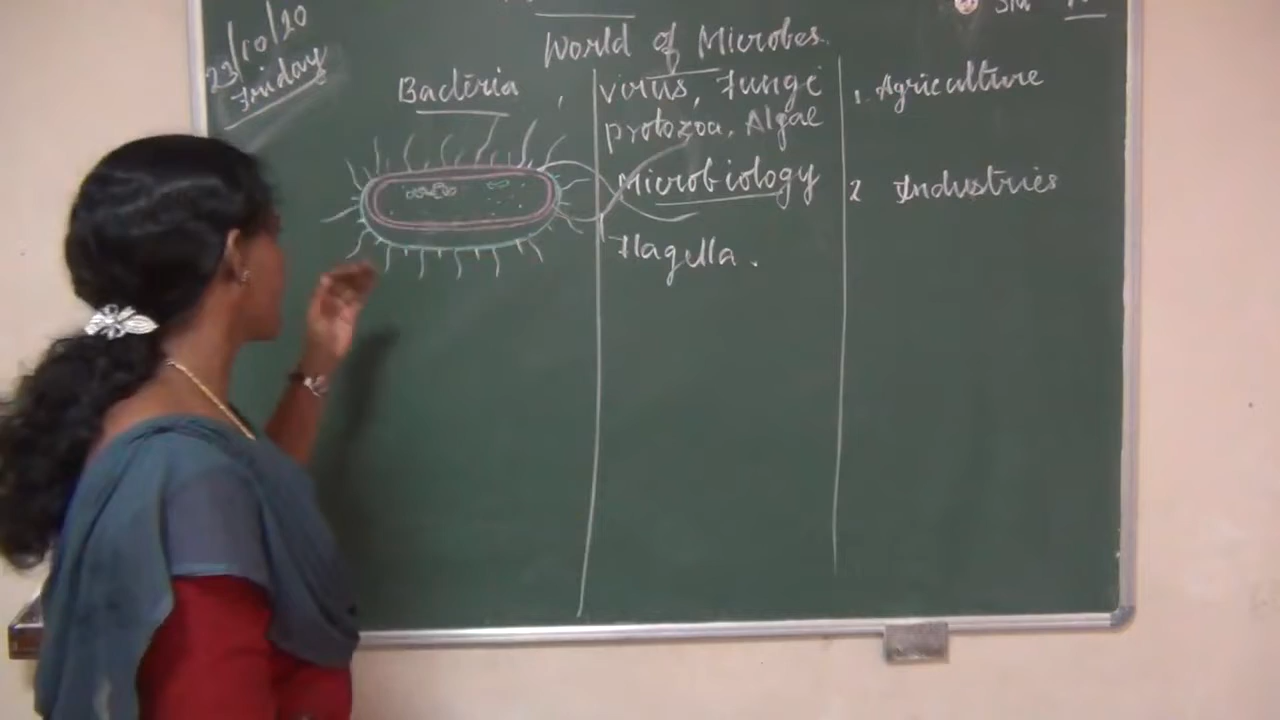 23/10/20
Friday
World of Microbes.
Bacteria ,
virus, Fungi
protozoa, Algae
Microbiology
Flagella.
1. Agriculture
2 Industries